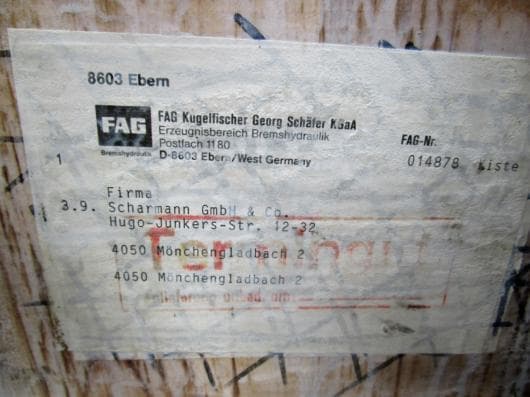 8603 Ebern
FAG
Bremshydraulik
FAG Kugelfischer Georg Schäfer KGaA
Erzeugnisbereich Bremshydraulik
Postfach 1180
D-8603 Ebern/West Germany
FAG-Nr.
1
014878 Liste
Firma
3.9. Scharmann GmbH & Co.
Hugo-Junkers-Str. 12-32
4050 Mönchengladbach 2
4050 Mönchengladbach 2
Termingut